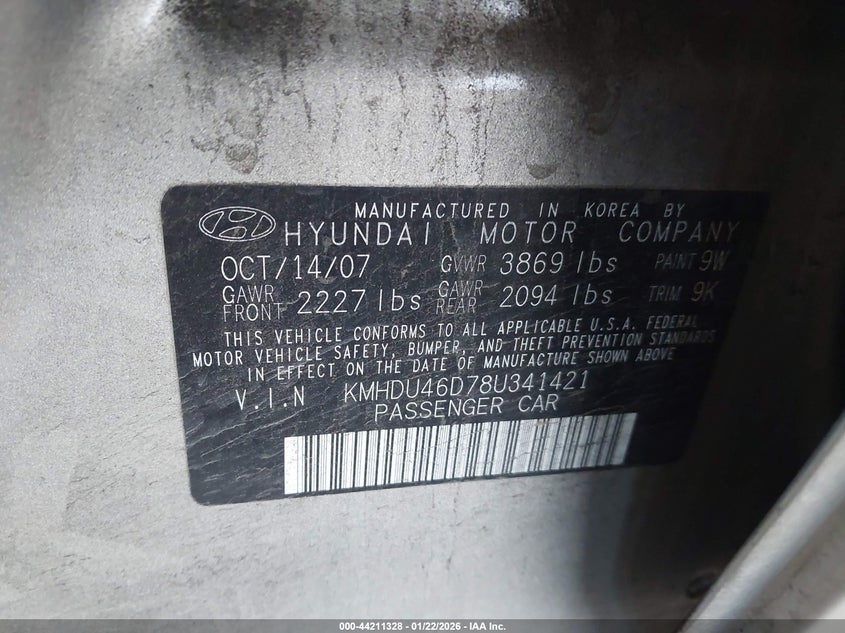 MANUFACTURED IN KOREA BY
HYUNDAI MOTOR COMPANY
OCT/14/07 GVWR 3869 lbs PAINT 9W
GAWR FRONT 2227 lbs GAWR REAR 2094 lbs TRIM 9K
THIS VEHICLE CONFORMS TO ALL APPLICABLE U.S.A. FEDERAL
MOTOR VEHICLE SAFETY, BUMPER, AND THEFT PREVENTION STANDARDS
IN EFFECT ON THE DATE OF MANUFACTURE SHOWN ABOVE
V.I.N KMHDU46D78U341421
PASSENGER CAR
000-44211328 - 01/22/2026 - IAA Inc.